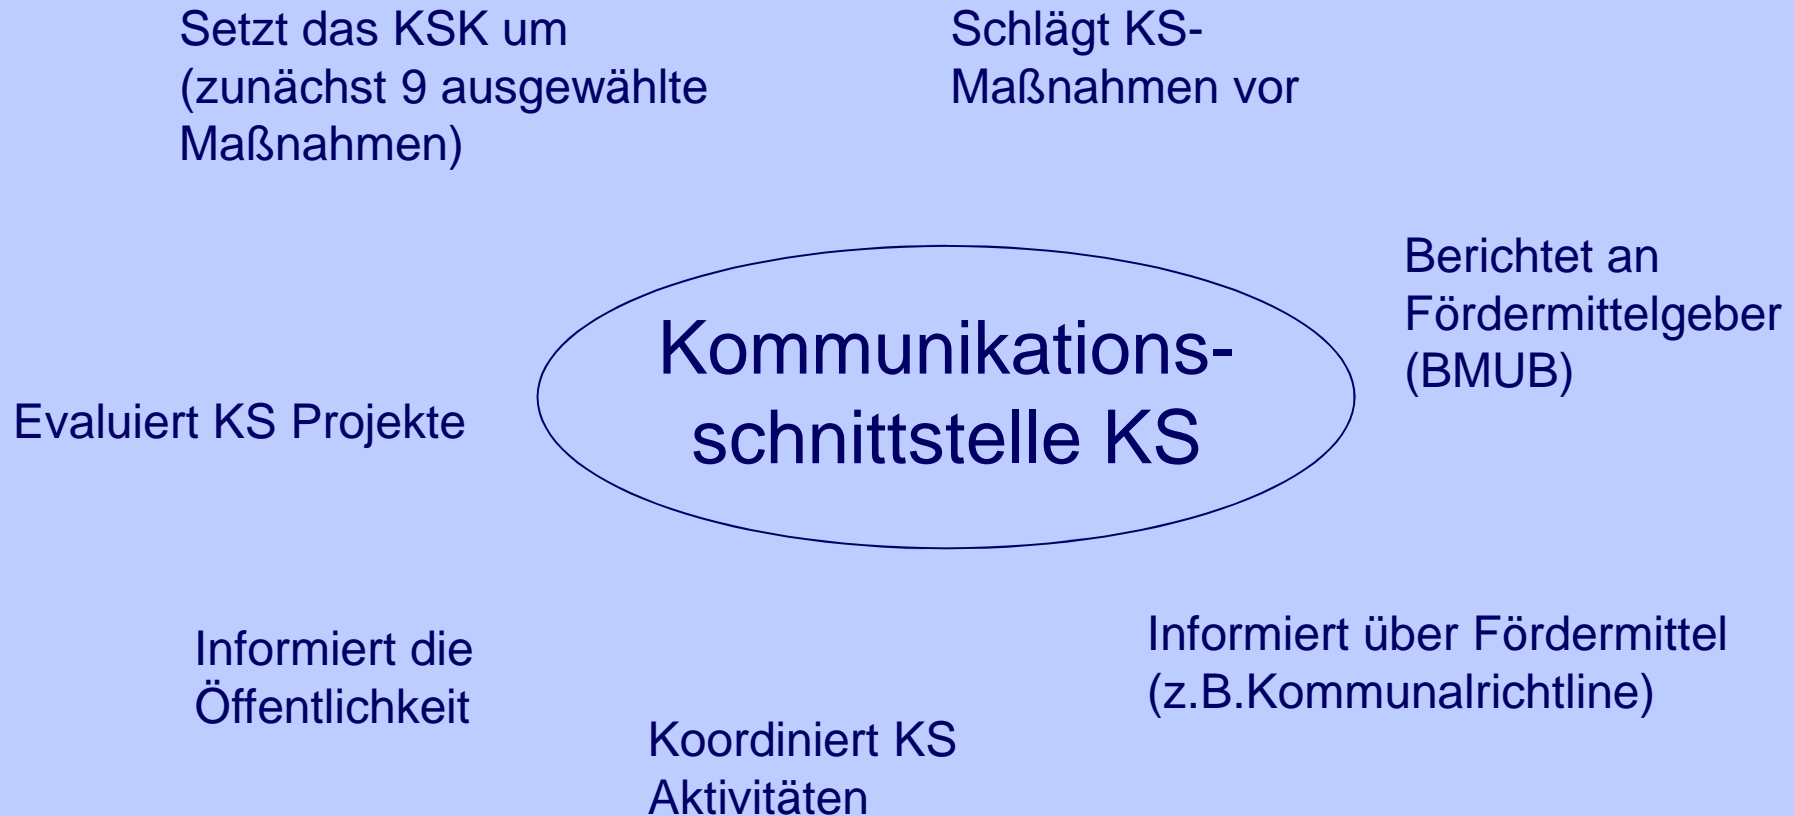 Setzt das KSK um
(zunächst 9 ausgewählte
Maßnahmen)
Schlägt KS-
Maßnahmen vor
Berichtet an
Fördermittelgeber
(BMUB)
Kommunikations-
schnittstelle KS
Evaluiert KS Projekte
Informiert die
Öffentlichkeit
Koordiniert KS
Aktivitäten
Informiert über Fördermittel
(z.B.Kommunalrichtline)